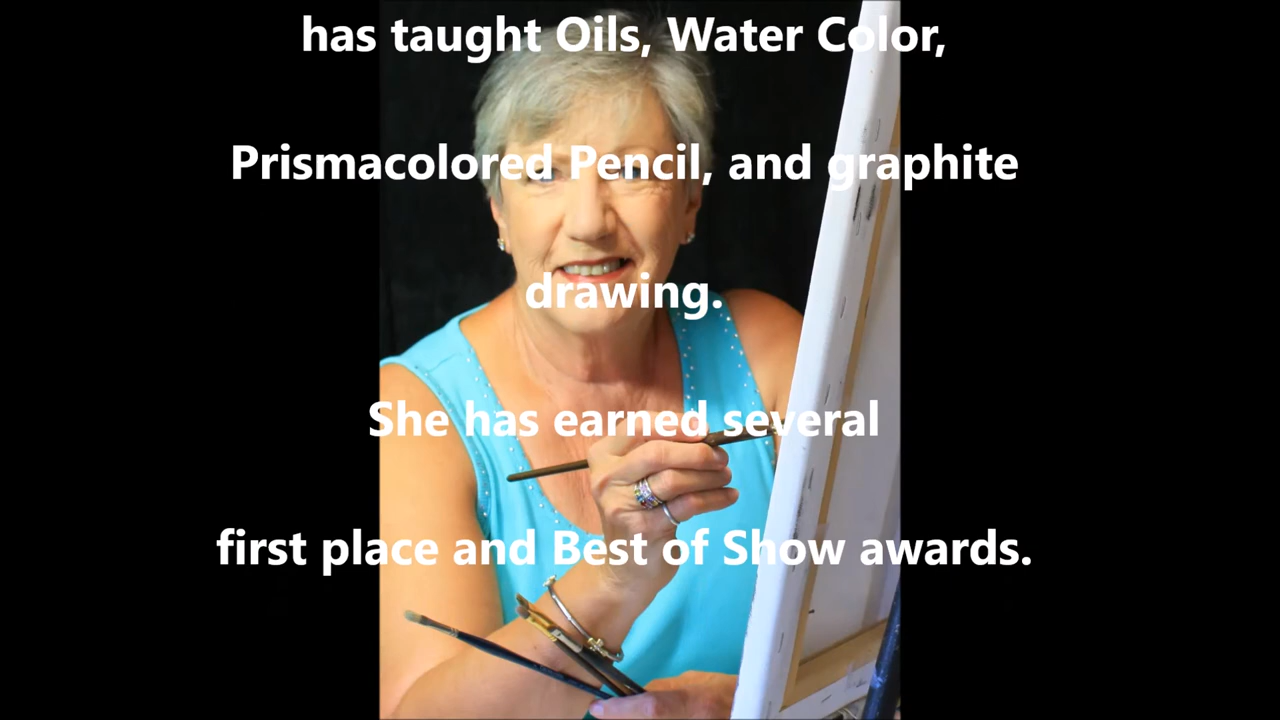 has taught Oils, Water Color,
Prismacolored Pencil, and graphite
drawing.
She has earned several
first place and Best of Show awards.